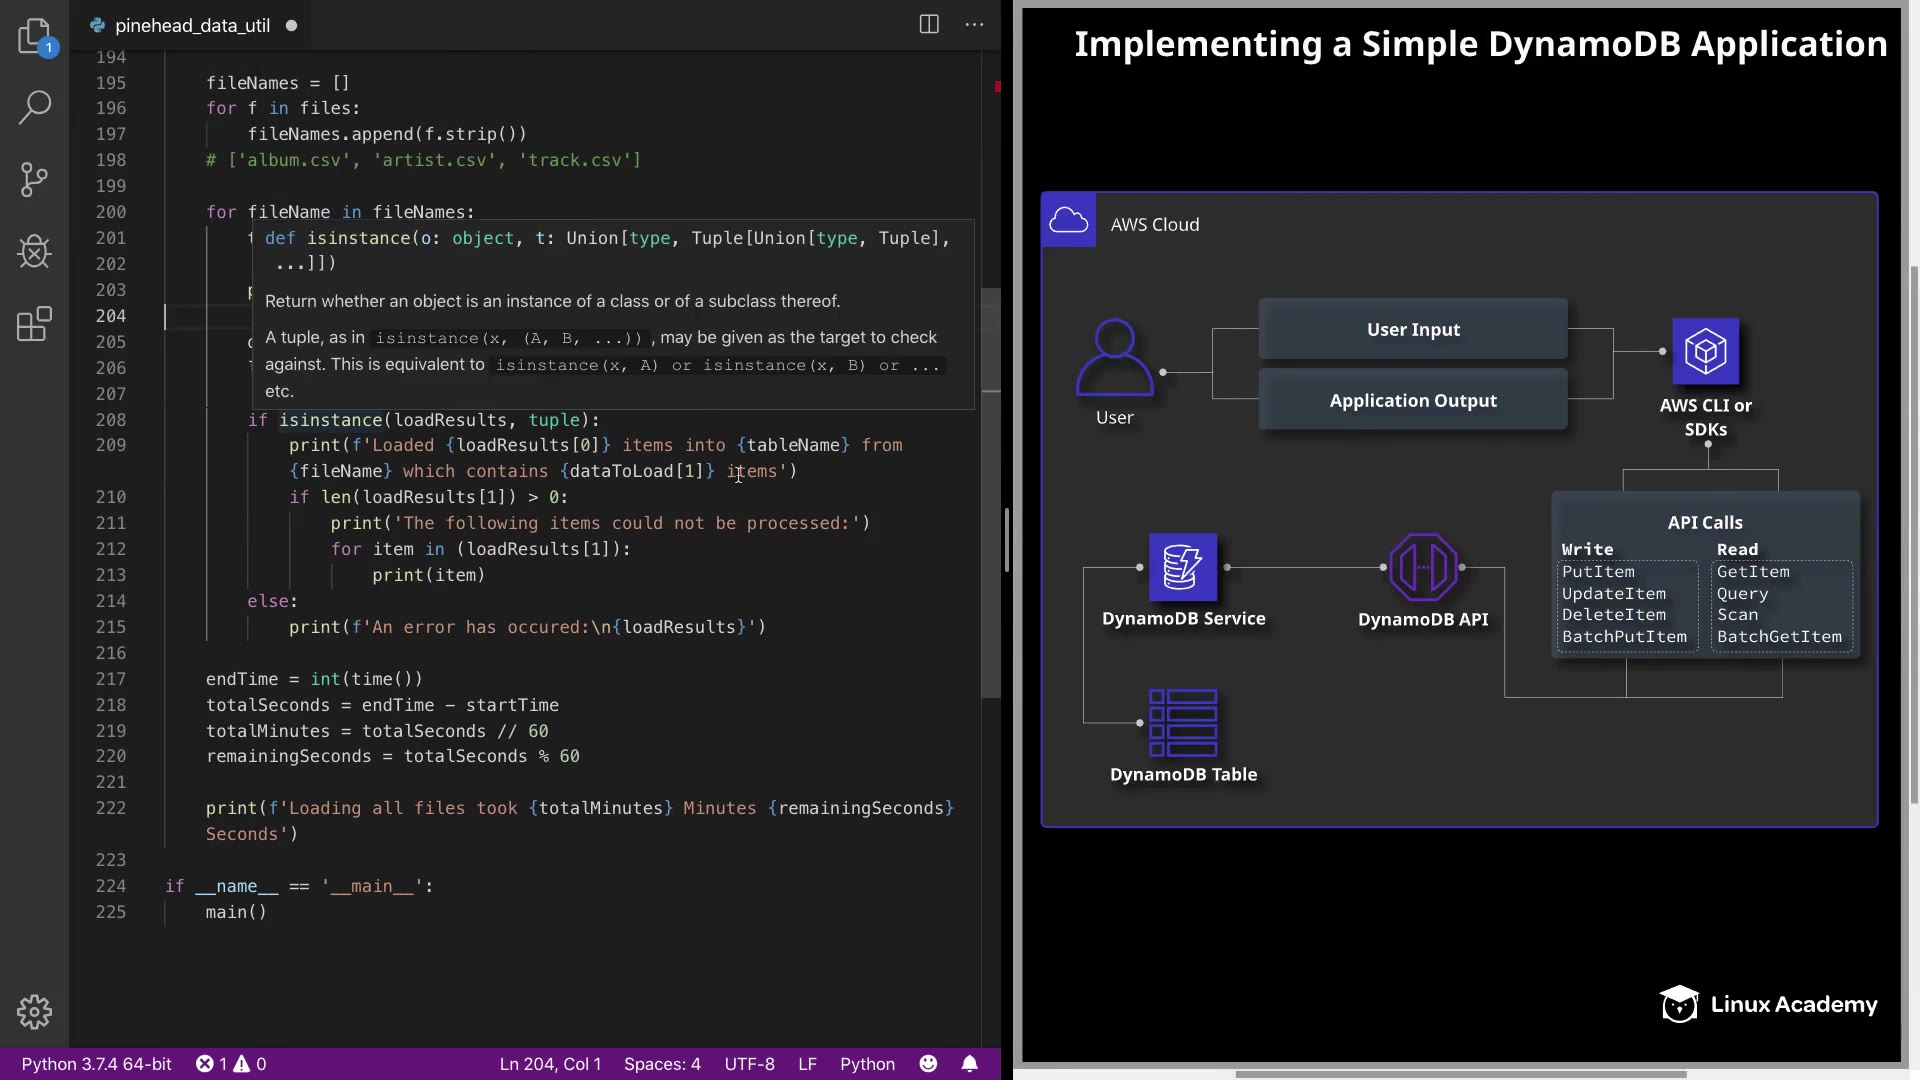 1
pinehead_data_util
194
195 fileNames = []
196 for f in files:
197 fileNames.append(f.strip())
198 # ['album.csv', 'artist.csv', 'track.csv']
199
200 for fileName in fileNames:
201 t
202
203 p
204
205
206
207
def isinstance(o: object, t: Union[type, Tuple[Union[type, Tuple],
...]])
Return whether an object is an instance of a class or of a subclass thereof.
A tuple, as in isinstance(x, (A, B, ...)), may be given as the target to check
against. This is equivalent to isinstance(x, A) or isinstance(x, B) or ...
etc.
208 if isinstance(loadResults, tuple):
209 print(f'Loaded {loadResults[0]} items into {tableName} from
{fileName} which contains {dataToLoad[1]} items')
210 if len(loadResults[1]) > 0:
211 print('The following items could not be processed:')
212 for item in (loadResults[1]):
213 print(item)
214 else:
215 print(f'An error has occured:\n{loadResults}')
216
217 endTime = int(time())
218 totalSeconds = endTime - startTime
219 totalMinutes = totalSeconds // 60
220 remainingSeconds = totalSeconds % 60
221
222 print(f'Loading all files took {totalMinutes} Minutes {remainingSeconds}
Seconds')
223
224 if __name__ == '__main__':
225 main()
Python 3.7.4 64-bit 1 0 Ln 204, Col 1 Spaces: 4 UTF-8 LF Python
Implementing a Simple DynamoDB Application
AWS Cloud
User Input
Application Output
User
AWS CLI or
SDKs
API Calls
Write Read
PutItem GetItem
UpdateItem Query
DeleteItem Scan
BatchPutItem BatchGetItem
DynamoDB Service
DynamoDB API
DynamoDB Table
Linux Academy